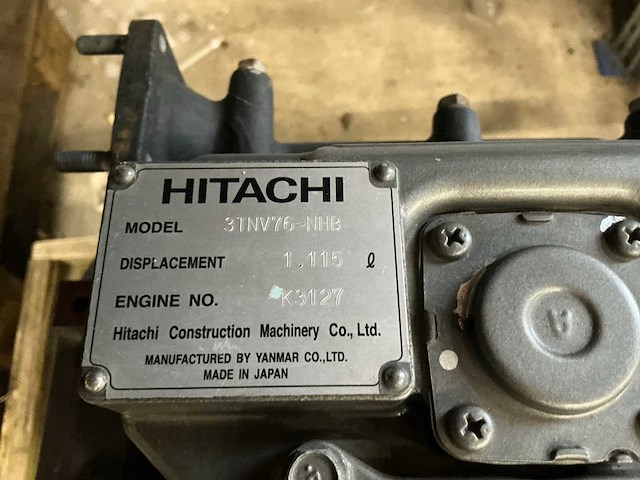 HITACHI
MODEL 3TNV76-NHB
DISPLACEMENT 1.115 ℓ
ENGINE NO. K3127
Hitachi Construction Machinery Co., Ltd.
MANUFACTURED BY YANMAR CO.,LTD.
MADE IN JAPAN